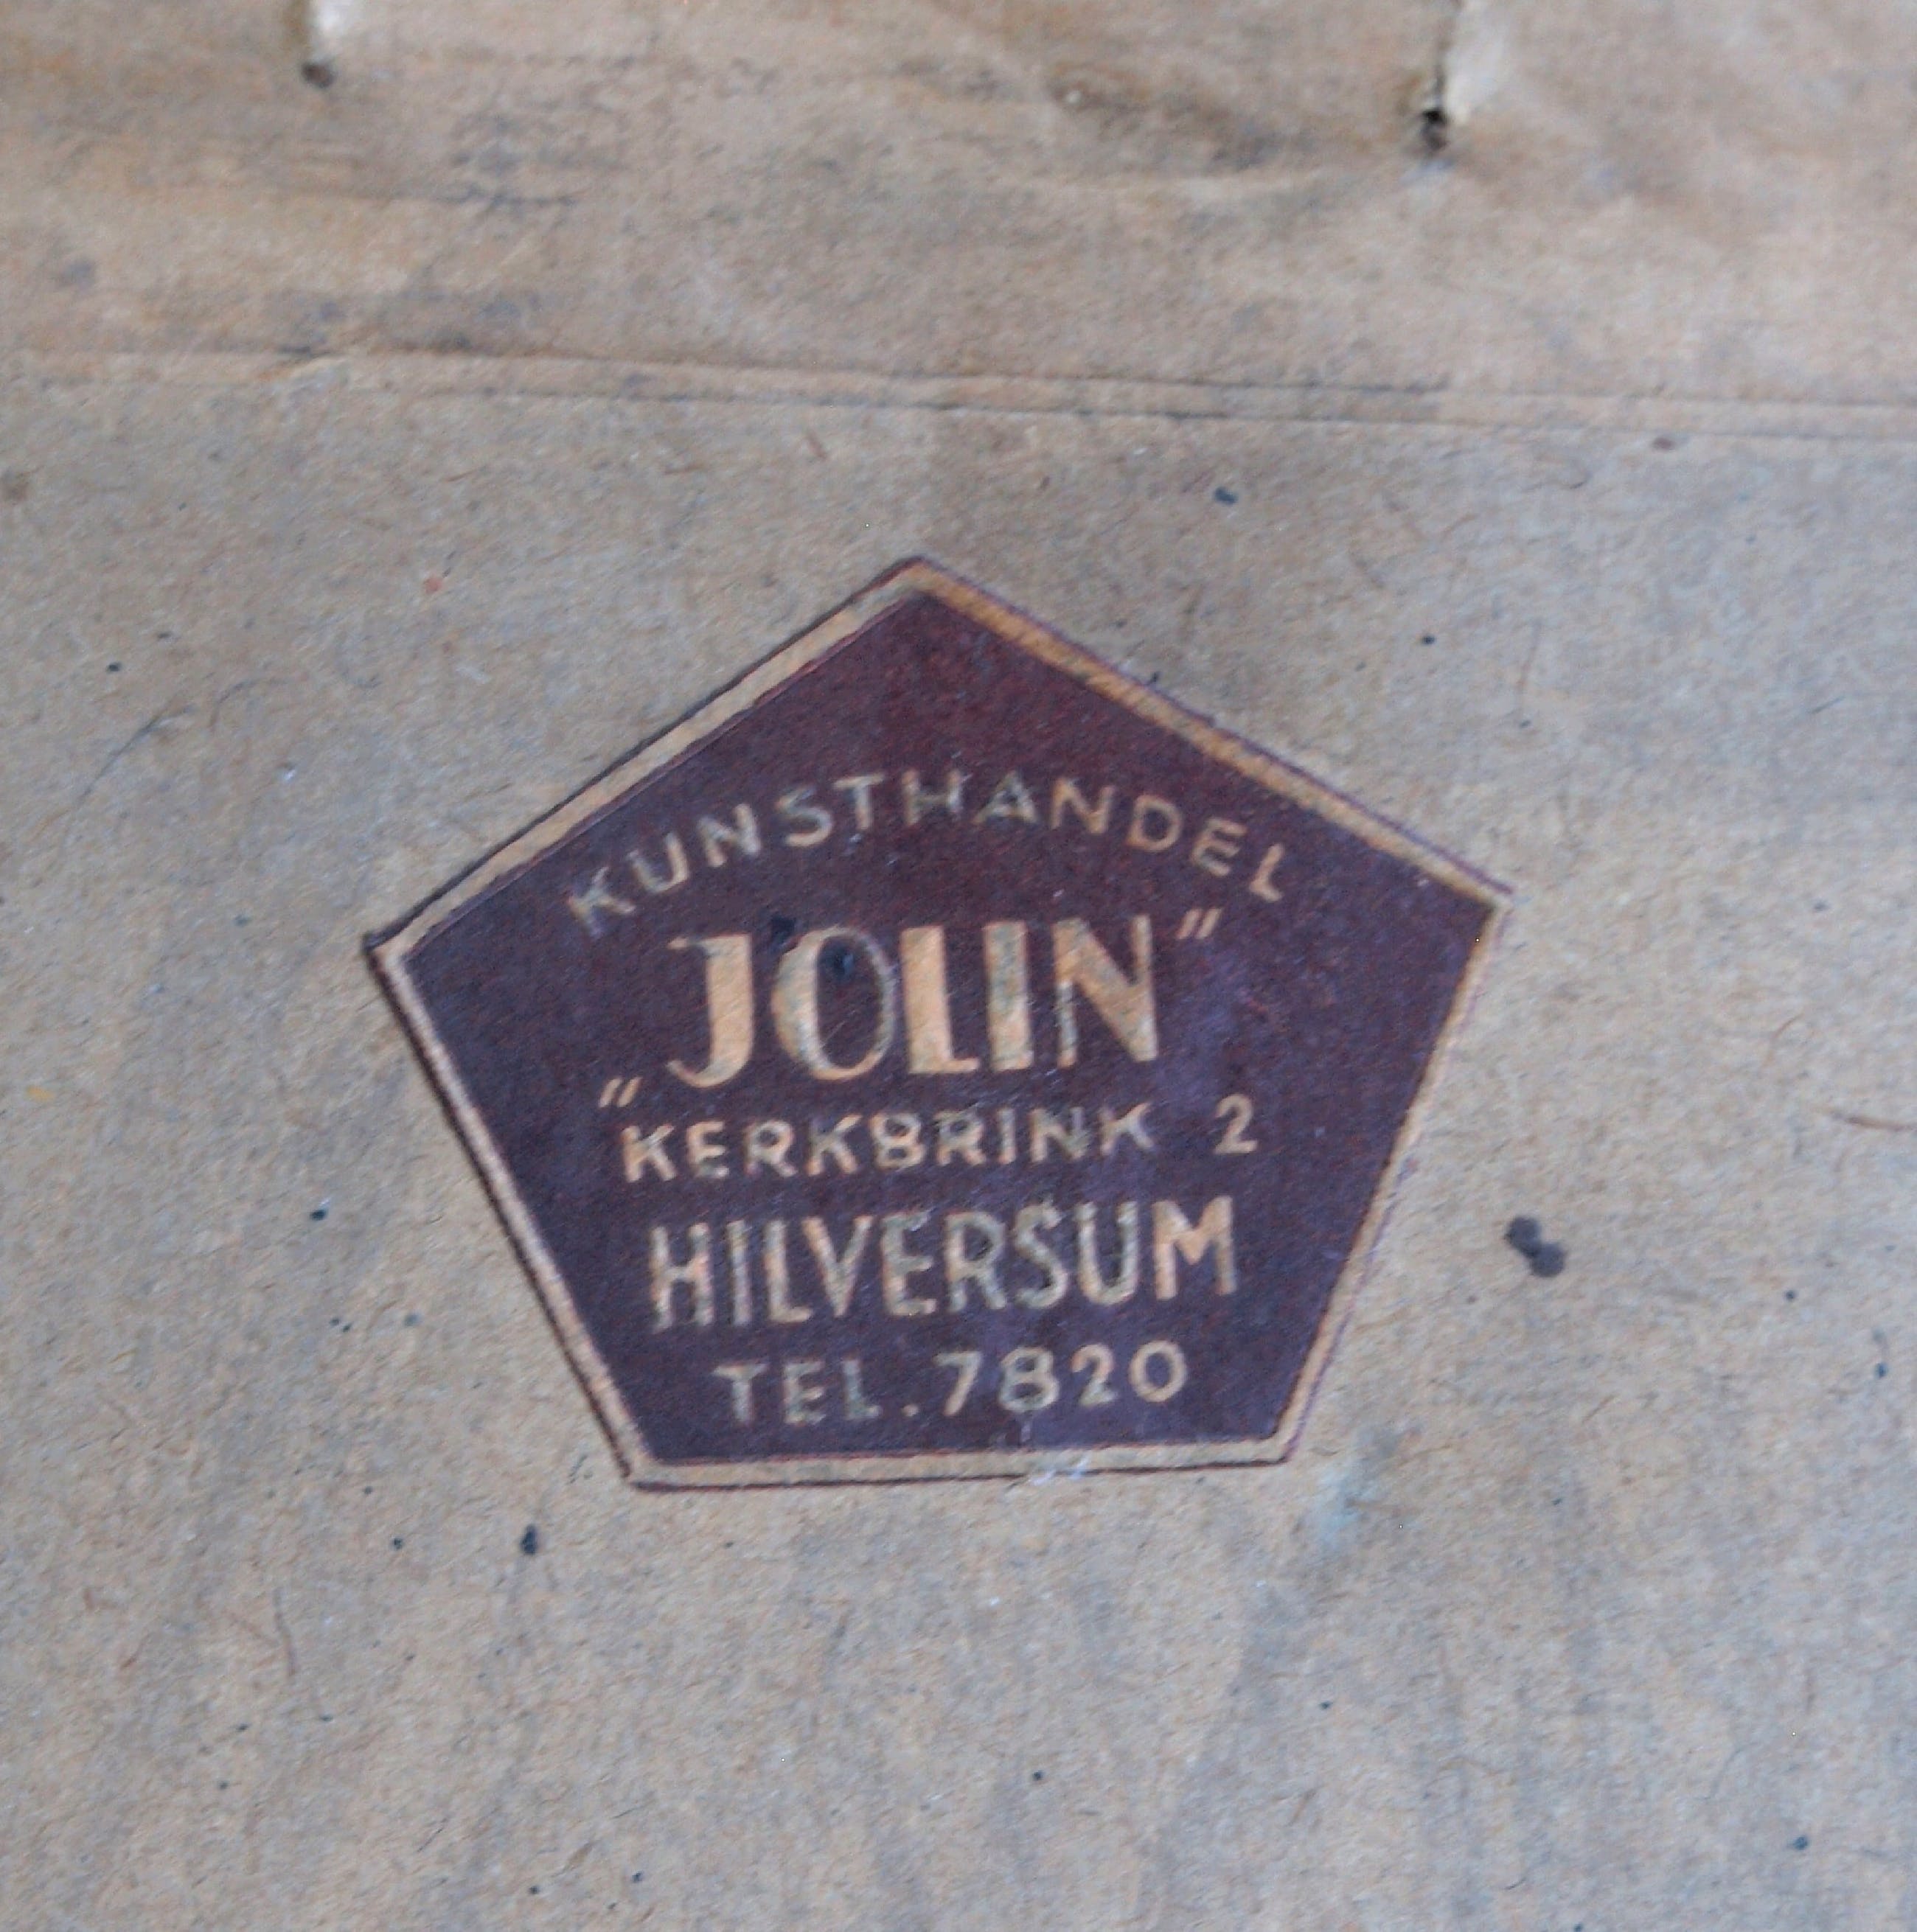 KUNSTHANDEL
„JOLIN"
KERKBRINK 2
HILVERSUM
TEL. 7820